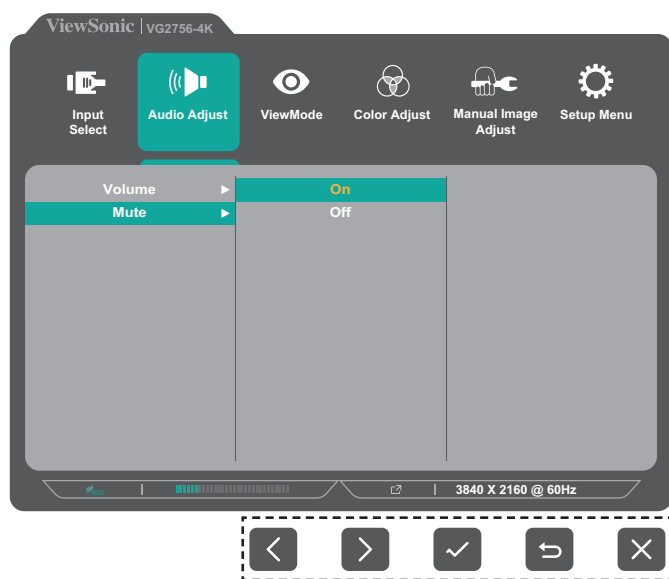 ViewSonic VG2756-4K
Input
Select
Audio Adjust
ViewMode
Color Adjust
Manual Image
Adjust
Setup Menu
Volume
On
Mute
Off
eco
3840 X 2160 @ 60Hz